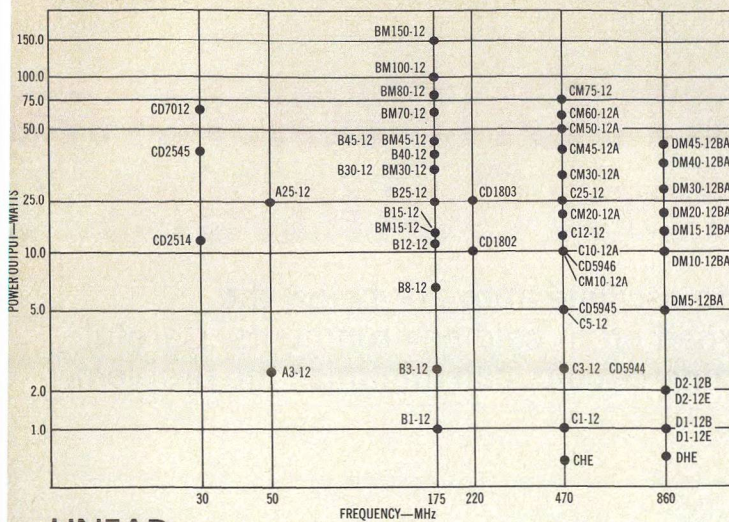 150.0
100.0
75.0
50.0
25.0
10.0
5.0
2.0
1.0
POWER OUTPUT—WATTS
CD7012
CD2545
CD2514
A25-12
A3-12
BM150-12
BM100-12
BM80-12
BM70-12
B45-12 BM45-12
B40-12
B30-12 BM30-12
B25-12
B15-12
BM15-12
B12-12
B8-12
B3-12
B1-12
CD1803
CD1802
CM75-12
CM60-12A
CM50-12A
CM45-12A
CM30-12A
C25-12
CM20-12A
C12-12
C10-12A
CD5946
CM10-12A
CD5945
C5-12
C3-12 CD5944
C1-12
CHE
DM45-12BA
DM40-12BA
DM30-12BA
DM20-12BA
DM15-12BA
DM10-12BA
DM5-12BA
D2-12B
D2-12E
D1-12B
D1-12E
DHE
30 50 175 220 470 860
FREQUENCY—MHz